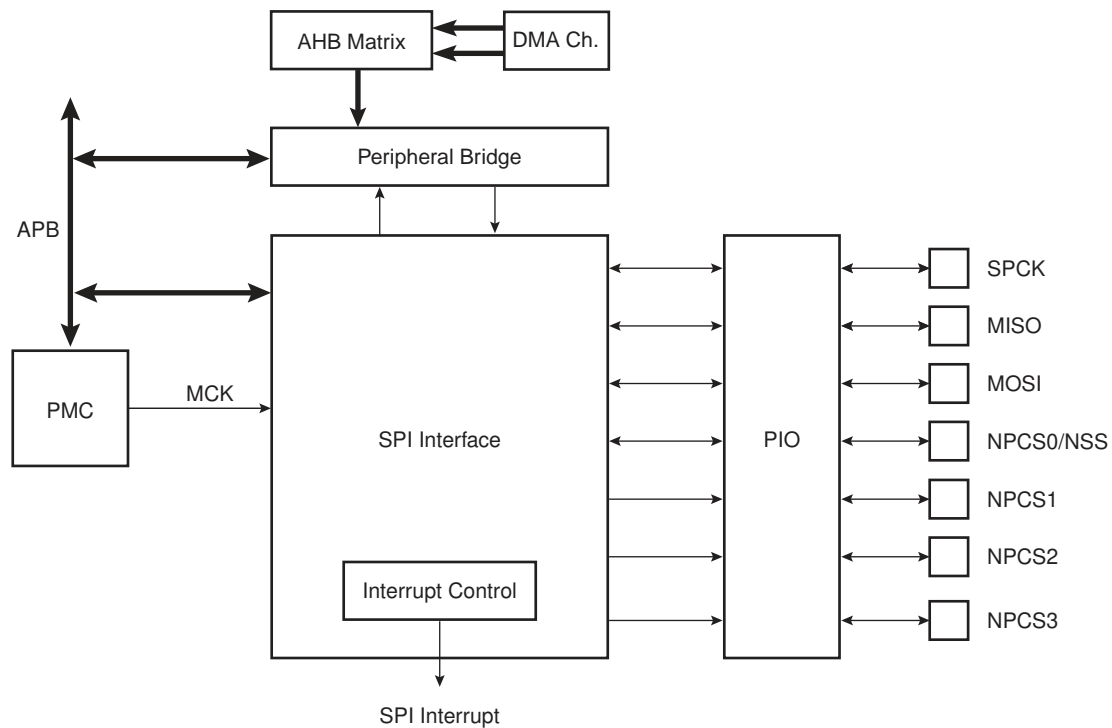 AHB Matrix
DMA Ch.
Peripheral Bridge
APB
SPCK
MISO
MCK
MOSI
PMC
SPI Interface
PIO
NPCS0/NSS
NPCS1
NPCS2
Interrupt Control
NPCS3
SPI Interrupt